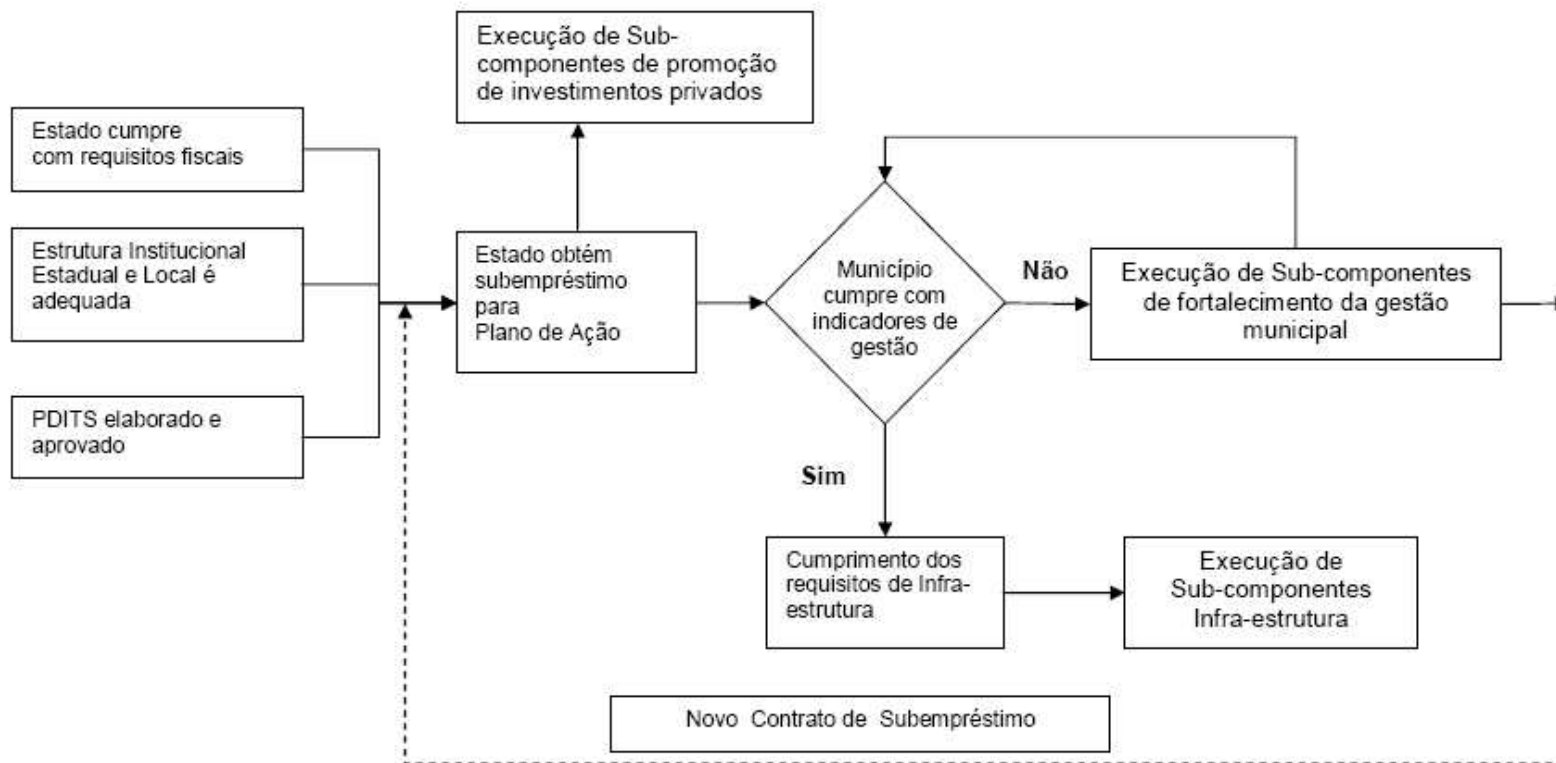 Execução de Sub-
componentes de promoção
de investimentos privados
Estado cumpre
com requisitos fiscais
Estrutura Institucional
Estadual e Local é
adequada
PDITS elaborado e
aprovado
Estado obtém
subempréstimo
para
Plano de Ação
Município
cumpre com
indicadores de
gestão
Não
Execução de Sub-componentes
de fortalecimento da gestão
municipal
Sim
Cumprimento dos
requisitos de Infra-
estrutura
Execução de
Sub-componentes
Infra-estrutura
Novo Contrato de Subempréstimo